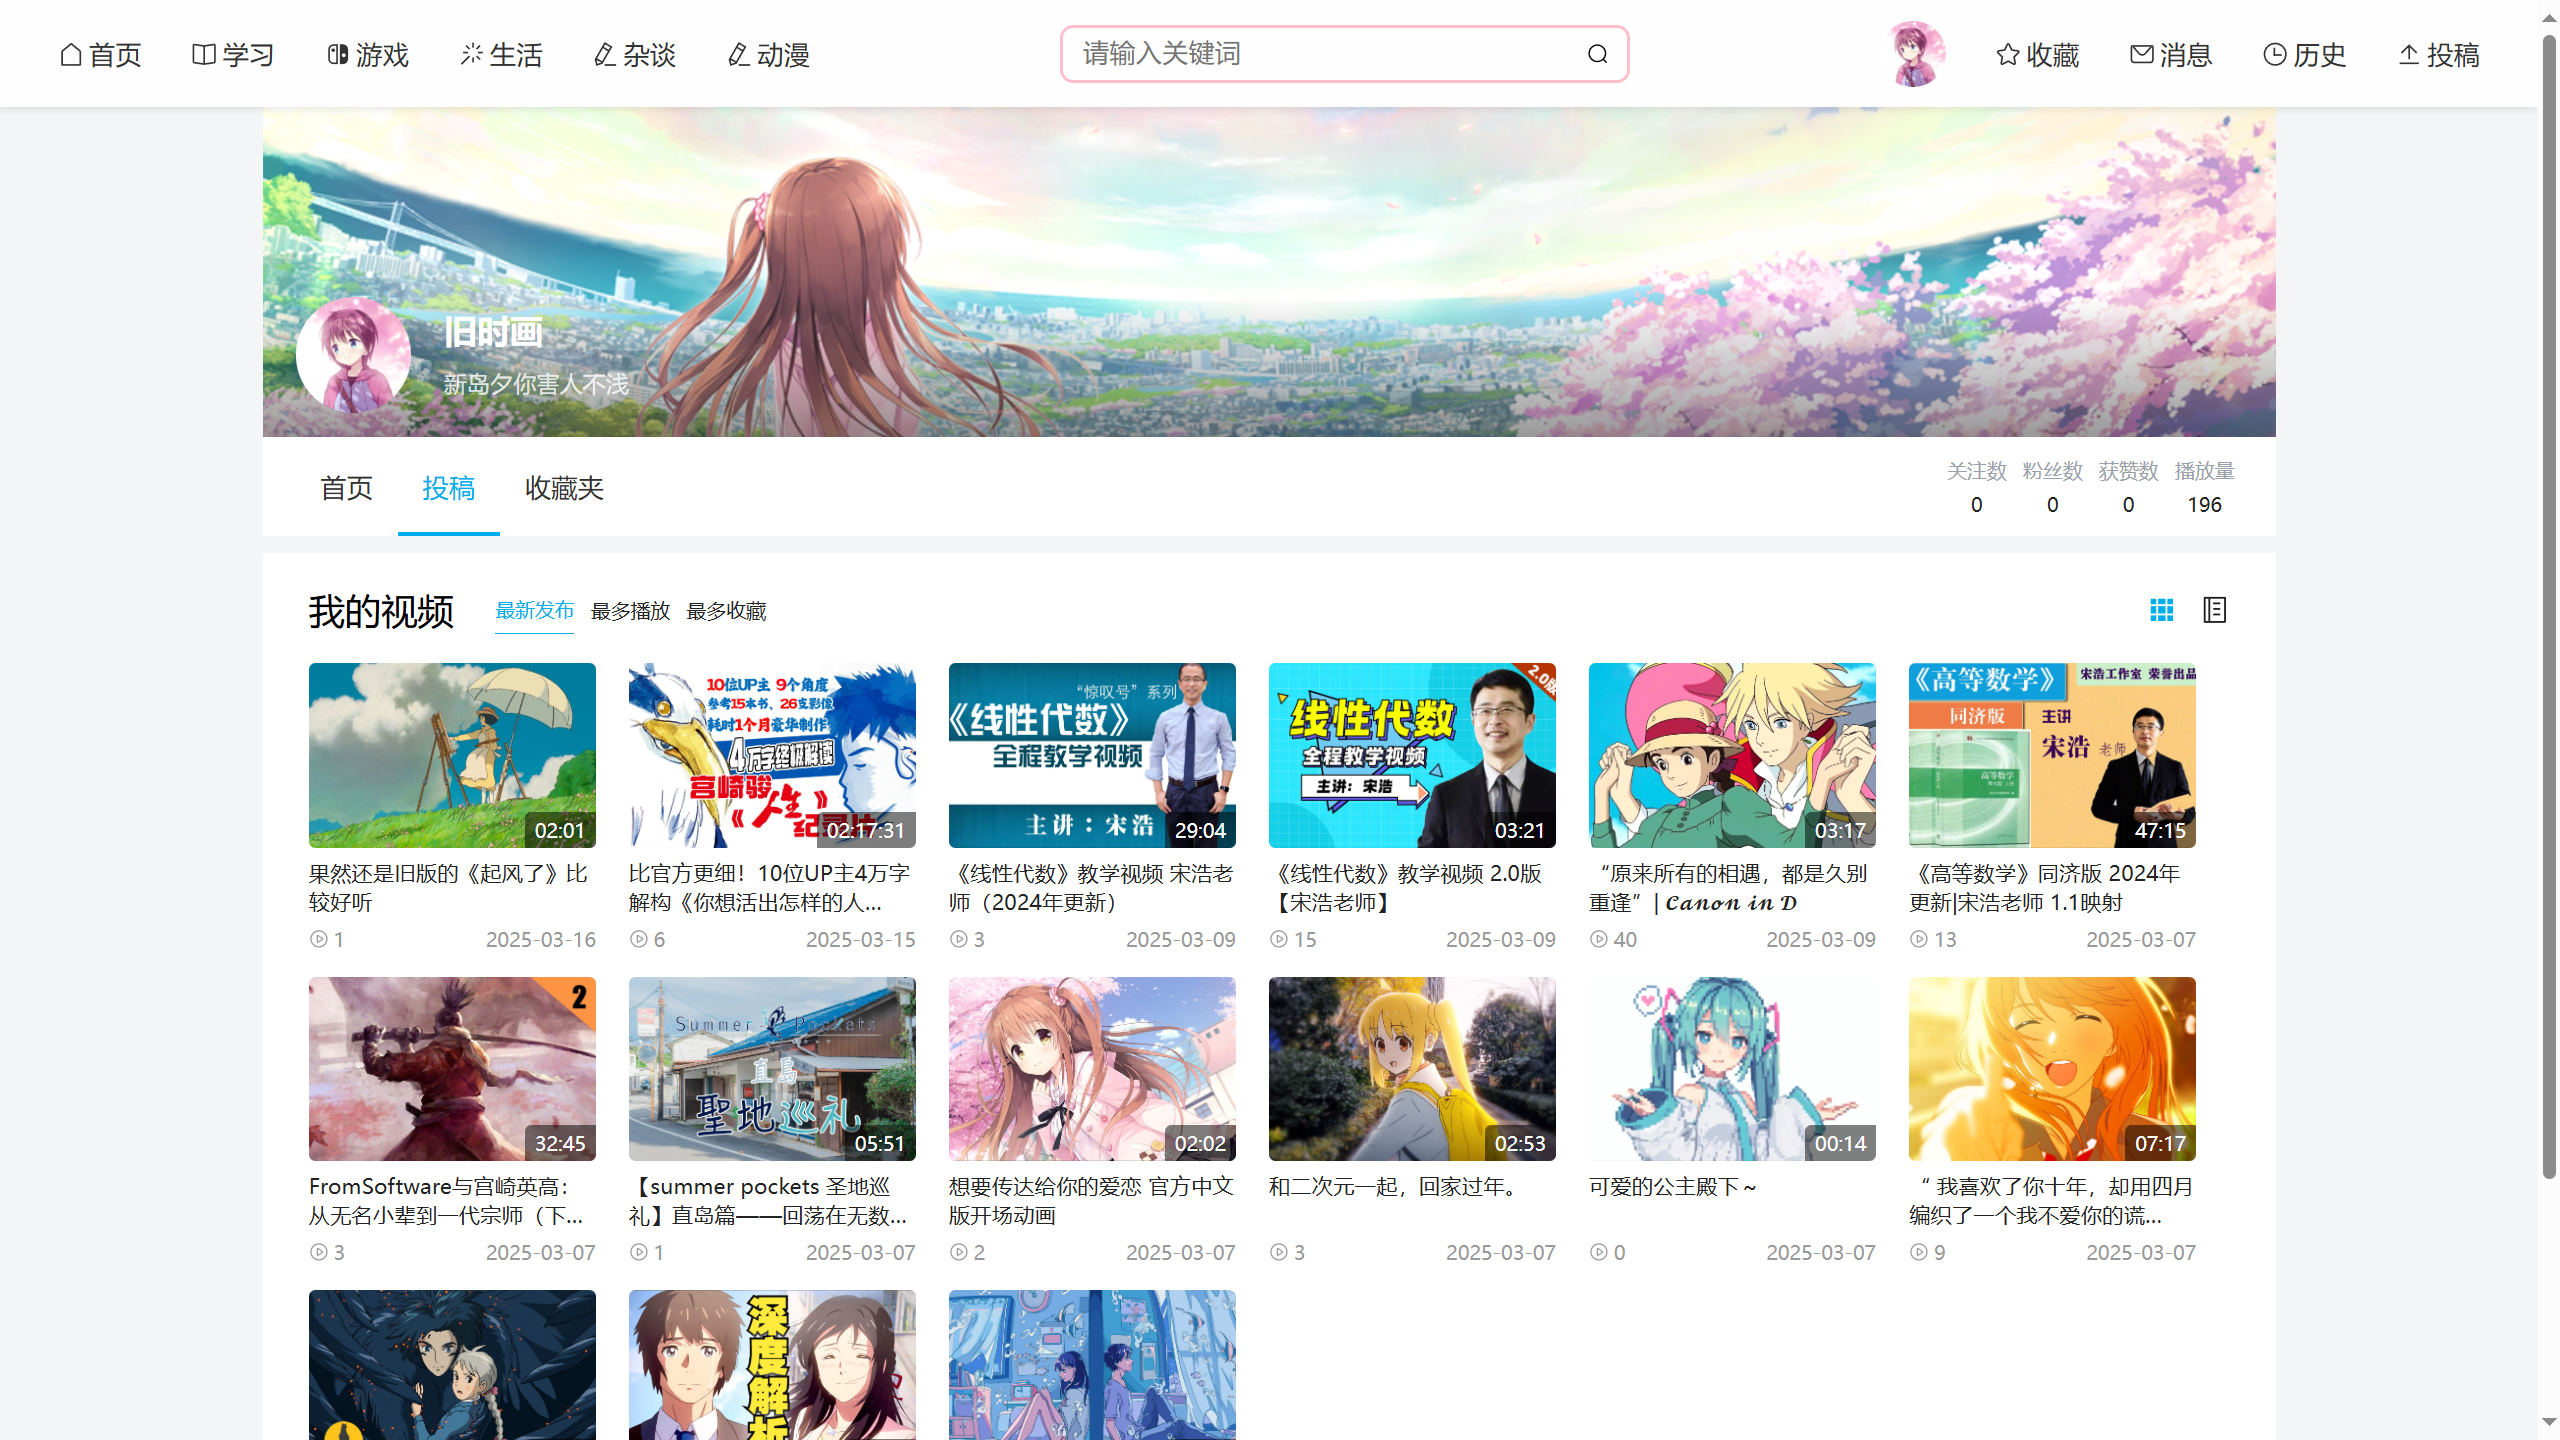 首页 学习 游戏 生活 杂谈 动漫 请输入关键词 收藏 消息 历史 投稿
旧时画
新岛夕你害人不浅
首页 投稿 收藏夹
关注数 粉丝数 获赞数 播放量
0 0 0 196
我的视频 最新发布 最多播放 最多收藏
02:01
10位UP主 9个角度
参考15本书、26支影像
耗时1个月豪华制作
4万字终极解读
宫崎骏
《人生》
02:17:31
“惊叹号”系列
《线性代数》
全程教学视频
主讲：宋浩
29:04
2.0版
线性代数
全程教学视频
主讲：宋浩
03:21
03:17
《高等数学》
宋浩工作室 荣誉出品
同济版
主讲
宋浩 老师
高等数学
47:15
果然还是旧版的《起风了》比
较好听
1 2025-03-16
比官方更细！10位UP主4万字
解构《你想活出怎样的人...
6 2025-03-15
《线性代数》教学视频 宋浩老
师（2024年更新）
3 2025-03-09
《线性代数》教学视频 2.0版
【宋浩老师】
15 2025-03-09
“原来所有的相遇，都是久别
重逢” | 𝓒𝓪𝓷𝓸𝓷 𝓲𝓷 𝓓
40 2025-03-09
《高等数学》同济版 2024年
更新|宋浩老师 1.1映射
13 2025-03-07
2
32:45
Summer Pockets
直島
聖地巡礼
05:51
02:02
02:53
00:14
07:17
FromSoftware与宫崎英高：
从无名小辈到一代宗师（下...
3 2025-03-07
【summer pockets 圣地巡
礼】直岛篇——回荡在无数...
1 2025-03-07
想要传达给你的爱恋 官方中文
版开场动画
2 2025-03-07
和二次元一起，回家过年。
3 2025-03-07
可爱的公主殿下～
0 2025-03-07
“ 我喜欢了你十年，却用四月
编织了一个我不爱你的谎...
9 2025-03-07
深度解析